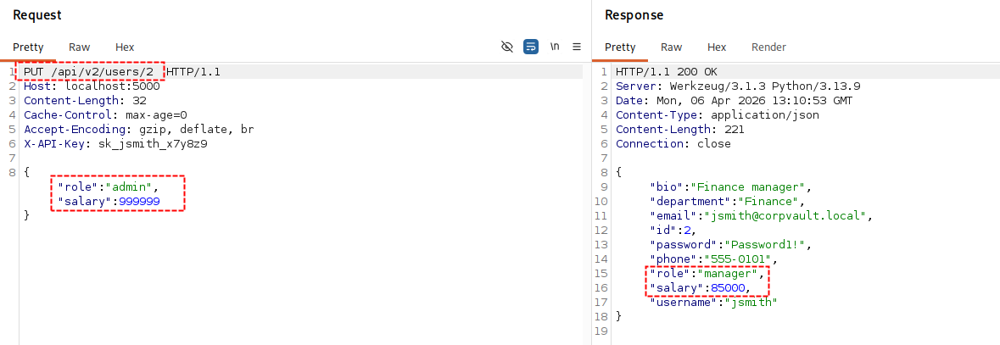 Request
Pretty Raw Hex \n
1 PUT /api/v2/users/2 HTTP/1.1
2 Host: localhost:5000
3 Content-Length: 32
4 Cache-Control: max-age=0
5 Accept-Encoding: gzip, deflate, br
6 X-API-Key: sk_jsmith_x7y8z9
7
8 {
"role":"admin",
"salary":999999
}
Response
Pretty Raw Hex Render
1 HTTP/1.1 200 OK
2 Server: Werkzeug/3.1.3 Python/3.13.9
3 Date: Mon, 06 Apr 2026 13:10:53 GMT
4 Content-Type: application/json
5 Content-Length: 221
6 Connection: close
7
8 {
9 "bio":"Finance manager",
10 "department":"Finance",
11 "email":"jsmith@corpvault.local",
12 "id":2,
13 "password":"Password1!",
14 "phone":"555-0101",
15 "role":"manager",
16 "salary":85000,
17 "username":"jsmith"
18 }
19